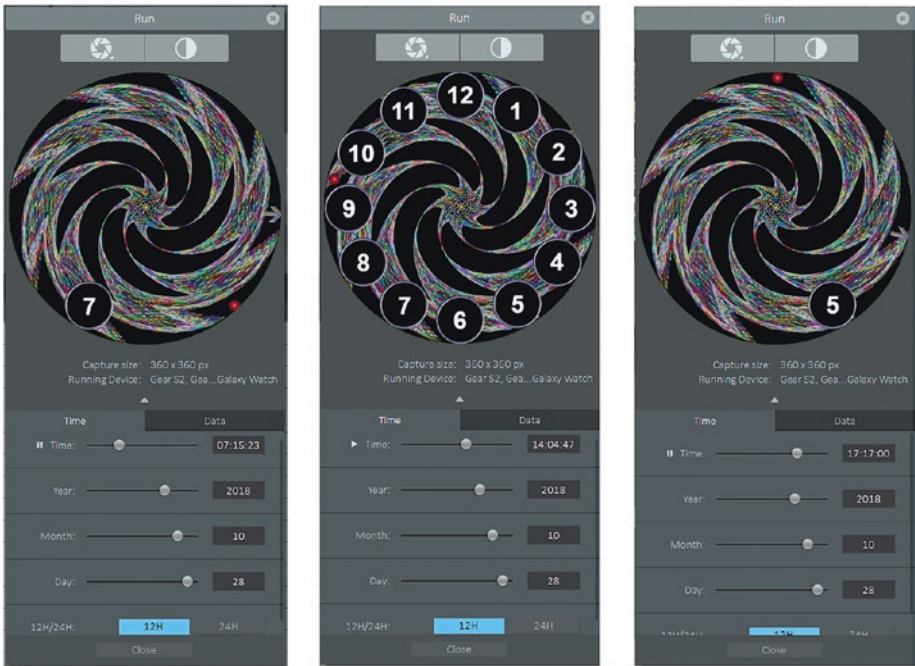 Run
7
Capture size: 360 x 360 px
Running Device: Gear S2, Gea...Galaxy Watch
Time Data
Time: 07:15:23
Year: 2018
Month: 10
Day: 28
12H/24H: 12H 24H
Close
Run
12
11 1
10 2
9 3
8 4
7 5
6
Capture size: 360 x 360 px
Running Device: Gear S2, Gea...Galaxy Watch
Time Data
Time: 14:04:47
Year: 2018
Month: 10
Day: 28
12H/24H: 12H 24H
Close
Run
5
Capture size: 360 x 360 px
Running Device: Gear S2, Gea...Galaxy Watch
Time Data
Time: 17:17:00
Year: 2018
Month: 10
Day: 28
12H/24H: 12H 24H
Close